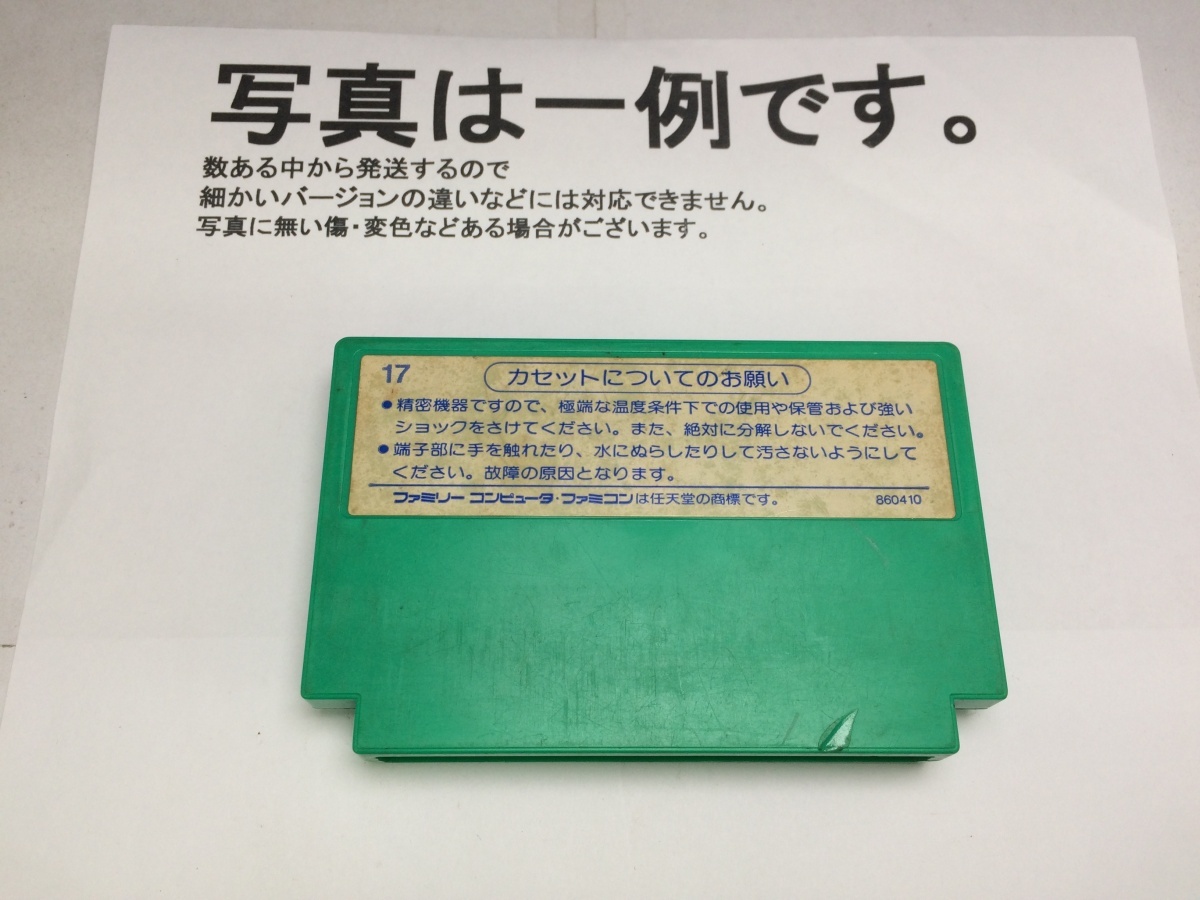 写真は一例です。
数ある中から発送するので
細かいバージョンの違いなどには対応できません。
写真に無い傷・変色などある場合がございます。
17
カセットについてのお願い
●精密機器ですので、極端な温度条件下での使用や保管および強い
ショックをさけてください。また、絶対に分解しないでください。
●端子部に手を触れたり、水にぬらしたりして汚さないようにして
ください。故障の原因となります。
ファミリー コンピュータ・ファミコンは任天堂の商標です。
860410